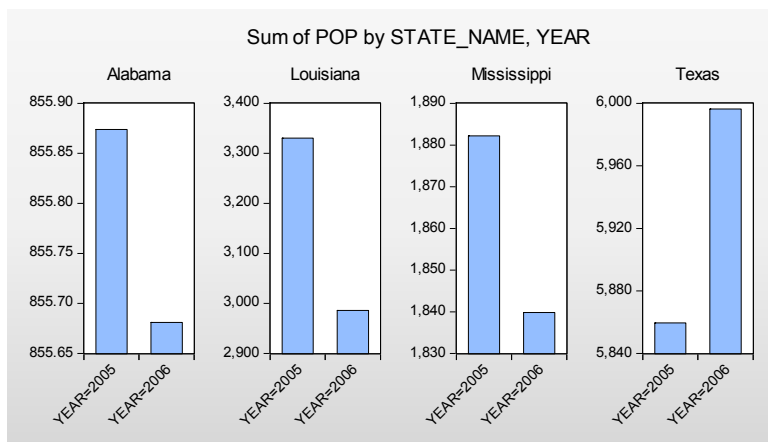 Sum of POP by STATE_NAME, YEAR
Alabama
855.90
855.85
855.80
855.75
855.70
855.65
YEAR=2005
YEAR=2006
Louisiana
3,400
3,300
3,200
3,100
3,000
2,900
YEAR=2005
YEAR=2006
Mississippi
1,890
1,880
1,870
1,860
1,850
1,840
1,830
YEAR=2005
YEAR=2006
Texas
6,000
5,960
5,920
5,880
5,840
YEAR=2005
YEAR=2006